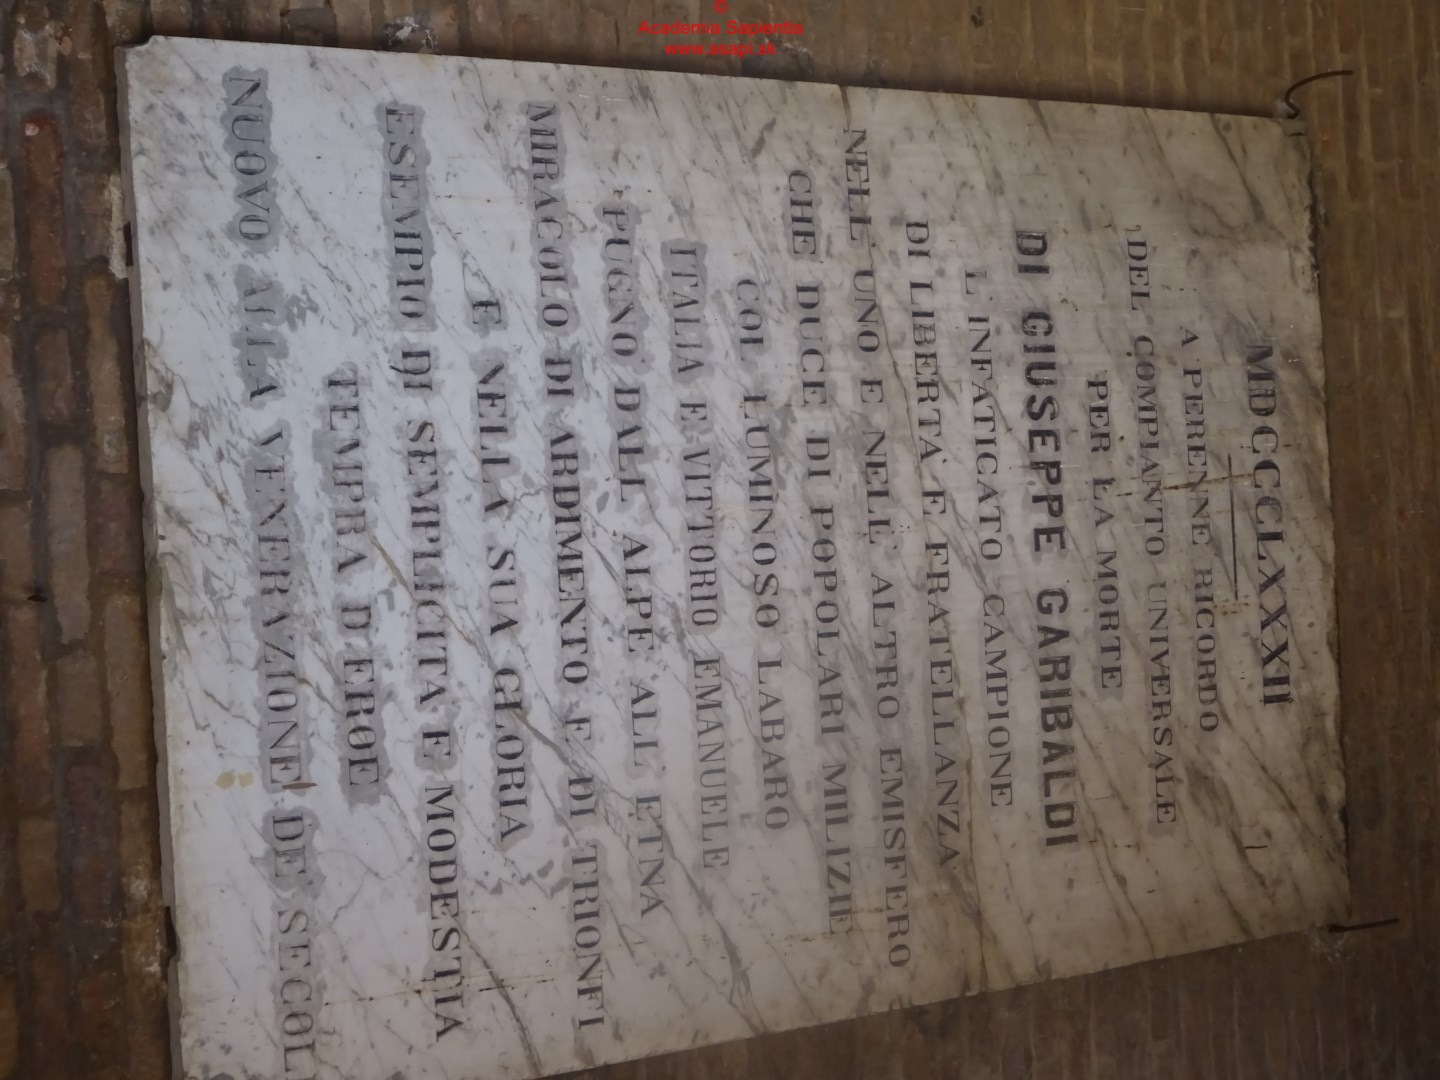 ©
Academia Sapientia
www.asapi.sk
MDCCCLXXXII
A PERENNE RICORDO
DEL COMPIANTO UNIVERSALE
PER LA MORTE
DI GIUSEPPE GARIBALDI
L'INFATICATO CAMPIONE
DI LIBERTA' E FRATELLANZA
NELL'UNO E NELL'ALTRO EMISFERO
CHE DUCE DI POPOLARI MILIZIE
COL LUMINOSO LABARO
ITALIA E VITTORIO EMANUELE
PUGNO DALL'ALPE ALL'ETNA
MIRACOLO DI ARDIMENTO E DI TRIONFI
E NELLA SUA GLORIA
ESEMPIO DI SEMPLICITA E MODESTIA
TEMPRA D'EROE
NUOVO ALLA VENERAZIONE DE' SECOLI